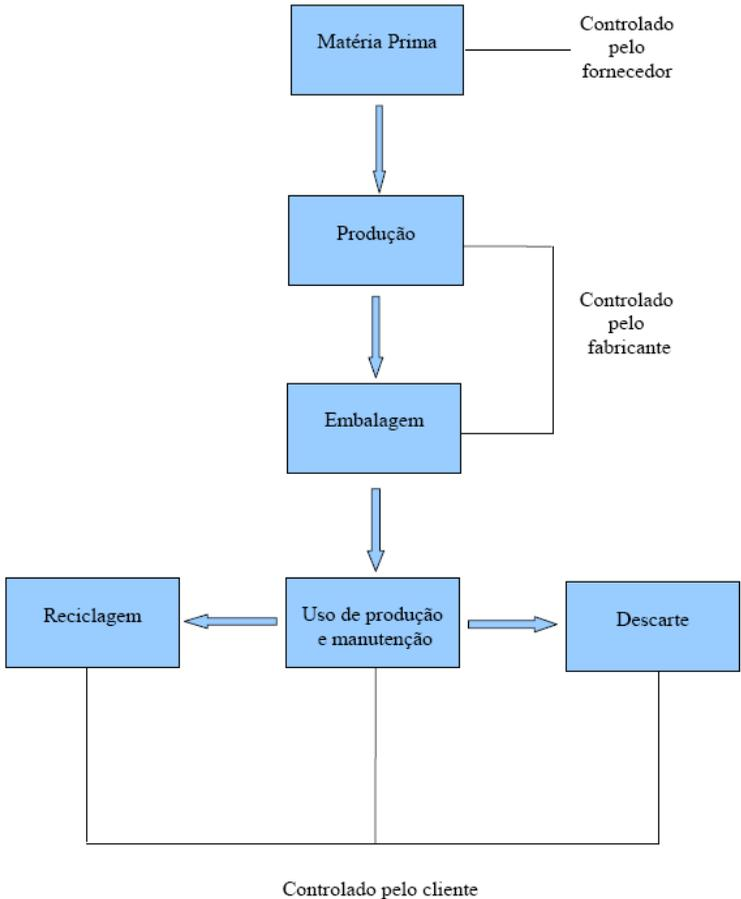 Matéria Prima
Controlado
pelo
fornecedor
Produção
Controlado
pelo
fabricante
Embalagem
Reciclagem
Uso de produção
e manutenção
Descarte
Controlado pelo cliente